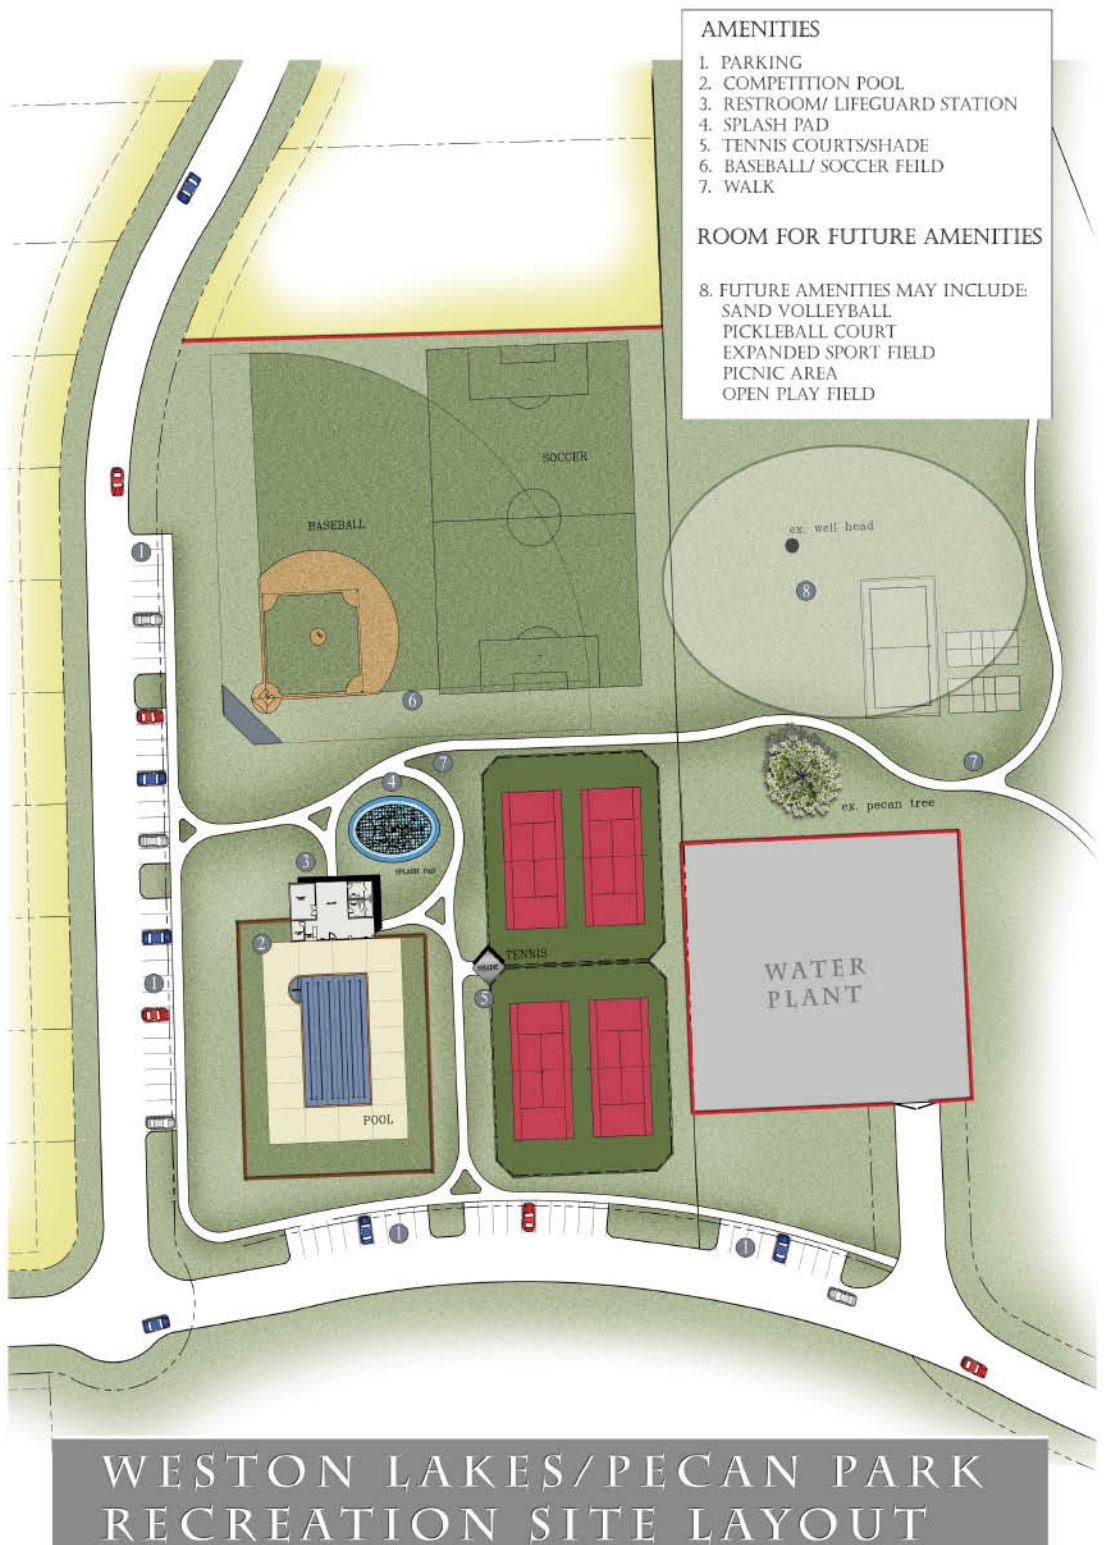 AMENITIES
1. PARKING
2. COMPETITION POOL
3. RESTROOM/ LIFEGUARD STATION
4. SPLASH PAD
5. TENNIS COURTS/SHADE
6. BASEBALL/ SOCCER FEILD
7. WALK
ROOM FOR FUTURE AMENITIES
8. FUTURE AMENITIES MAY INCLUDE:
SAND VOLLEYBALL
PICKLEBALL COURT
EXPANDED SPORT FIELD
PICNIC AREA
OPEN PLAY FIELD
SOCCER
BASEBALL
ex. well head
1
8
6
7
7
4
ex. pecan tree
3
SPLASH PAD
2
TENNIS
SHADE
5
WATER
PLANT
1
POOL
1
1
WESTON LAKES/PECAN PARK
RECREATION SITE LAYOUT